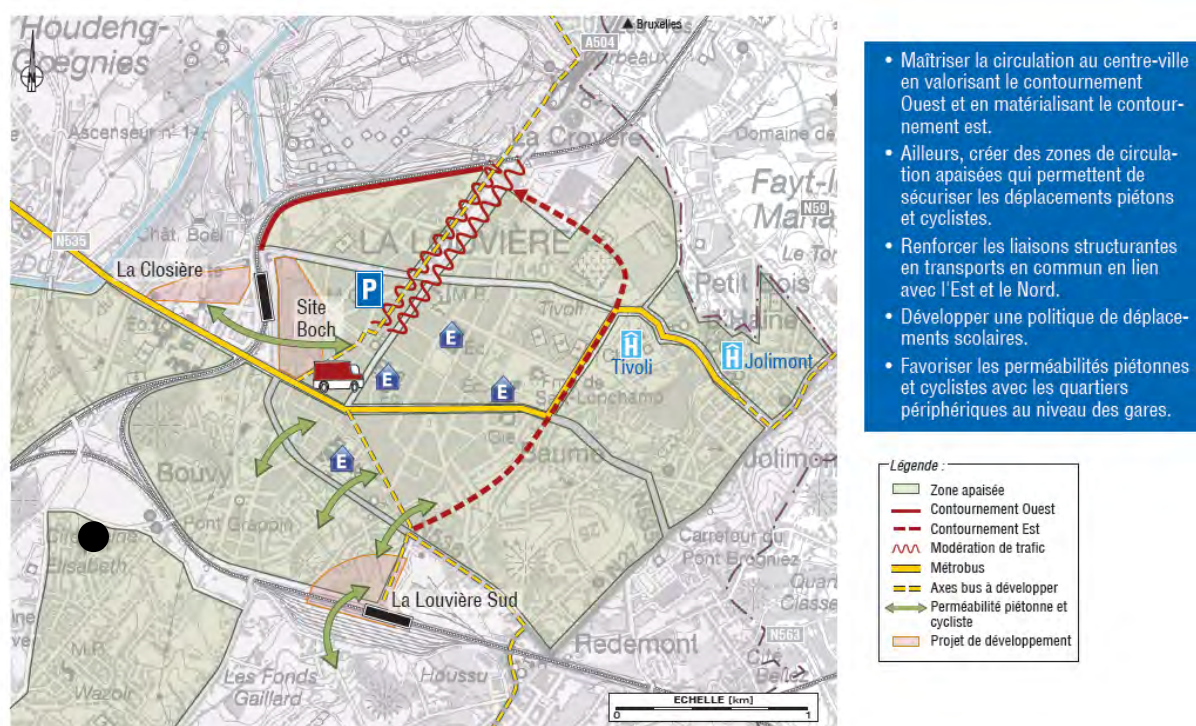 Houdeng-
Gœgnies
N
Bruxelles
A504
Ascenseur n° 1
La Croyère
Domaine de
Fayt-l
N59
N535
Chât. Boël
La Closière
LA LOUVIÈRE
Le Tor
P
Petit Bois
Site
Boch
M.P.
Tivoli
d'Haine
H
Tivoli
H
Jolimont
E
E
E
E
Longchamp
Baume
Jolimont
Bouvy
Pont Grappin
Carrefour du
Pont Brogniez
Elisabeth
La Louvière Sud
Redemont
N563
M.P.
Wazoir
Les Fonds
Gaillard
Houssu
ECHELLE [km]
0
1
• Maîtriser la circulation au centre-ville
en valorisant le contournement
Ouest et en matérialisant le contour-
nement est.
• Ailleurs, créer des zones de circula-
tion apaisées qui permettent de
sécuriser les déplacements piétons
et cyclistes.
• Renforcer les liaisons structurantes
en transports en commun en lien
avec l'Est et le Nord.
• Développer une politique de déplace-
ments scolaires.
• Favoriser les perméabilités piétonnes
et cyclistes avec les quartiers
périphériques au niveau des gares.
Légende :
Zone apaisée
Contournement Ouest
Contournement Est
Modération de trafic
Métrobus
Axes bus à développer
Perméabilité piétonne et
cycliste
Projet de développement